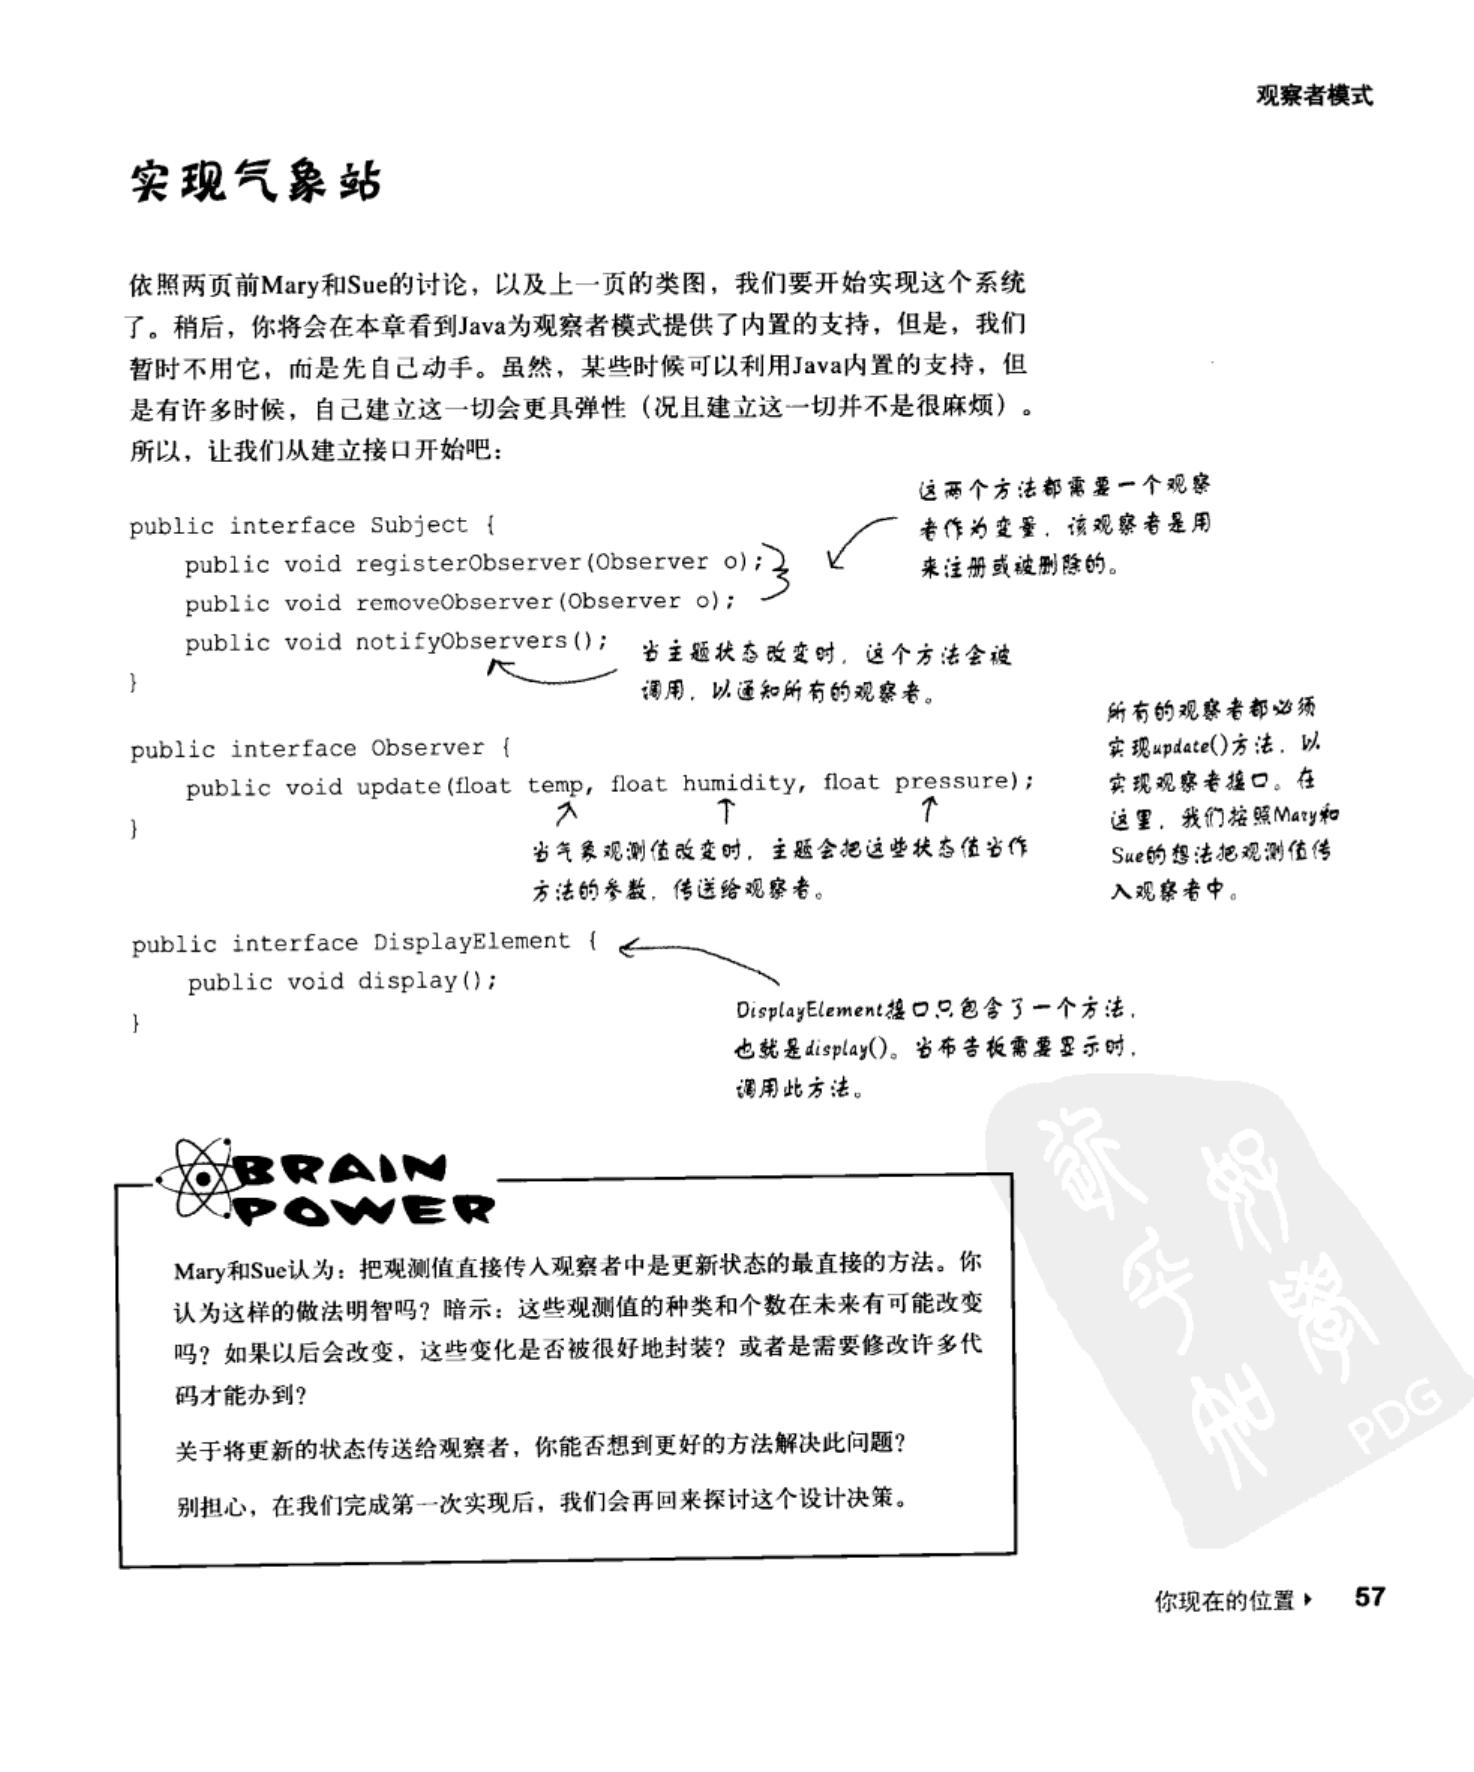 观察者模式
实现气象站
依照两页前Mary和Sue的讨论，以及上一页的类图，我们要开始实现这个系统
了。稍后，你将会在本章看到Java为观察者模式提供了内置的支持，但是，我们
暂时不用它，而是先自己动手。虽然，某些时候可以利用Java内置的支持，但
是有许多时候，自己建立这一切会更具弹性（况且建立这一切并不是很麻烦）。
所以，让我们从建立接口开始吧：
这两个方法都需要一个观察
者作为变量，该观察者是用
来注册或被删除的。
public interface Subject {
public void registerObserver(Observer o);
public void removeObserver(Observer o);
public void notifyObservers();
}
当主题状态改变时，这个方法会被
调用，以通知所有的观察者。
public interface Observer {
public void update(float temp, float humidity, float pressure);
}
所有的观察者都必须
实现update()方法，以
实现观察者接口。在
这里，我们按照Mary和
Sue的想法把观测值传
入观察者中。
当气象观测值改变时，主题会把这些状态值当作
方法的参数，传送给观察者。
public interface DisplayElement {
public void display();
}
DisplayElement接口只包含了一个方法，
也就是display()。当布告板需要显示时，
调用此方法。
BRAIN
POWER
Mary和Sue认为：把观测值直接传入观察者中是更新状态的最直接的方法。你
认为这样的做法明智吗？暗示：这些观测值的种类和个数在未来有可能改变
吗？如果以后会改变，这些变化是否被很好地封装？或者是需要修改许多代
码才能办到？
关于将更新的状态传送给观察者，你能否想到更好的方法解决此问题？
别担心，在我们完成第一次实现后，我们会再回来探讨这个设计决策。
PDG
你现在的位置 57